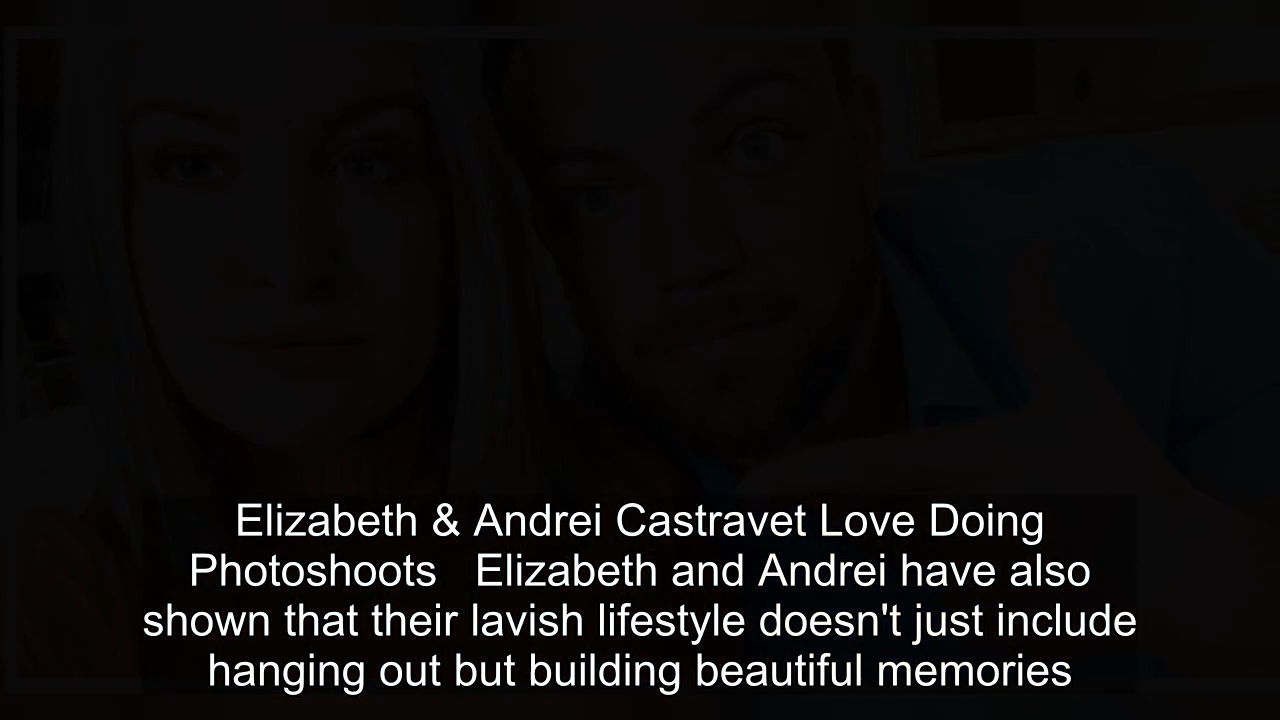 Elizabeth & Andrei Castravet Love Doing
Photoshoots   Elizabeth and Andrei have also
shown that their lavish lifestyle doesn't just include
hanging out but building beautiful memories